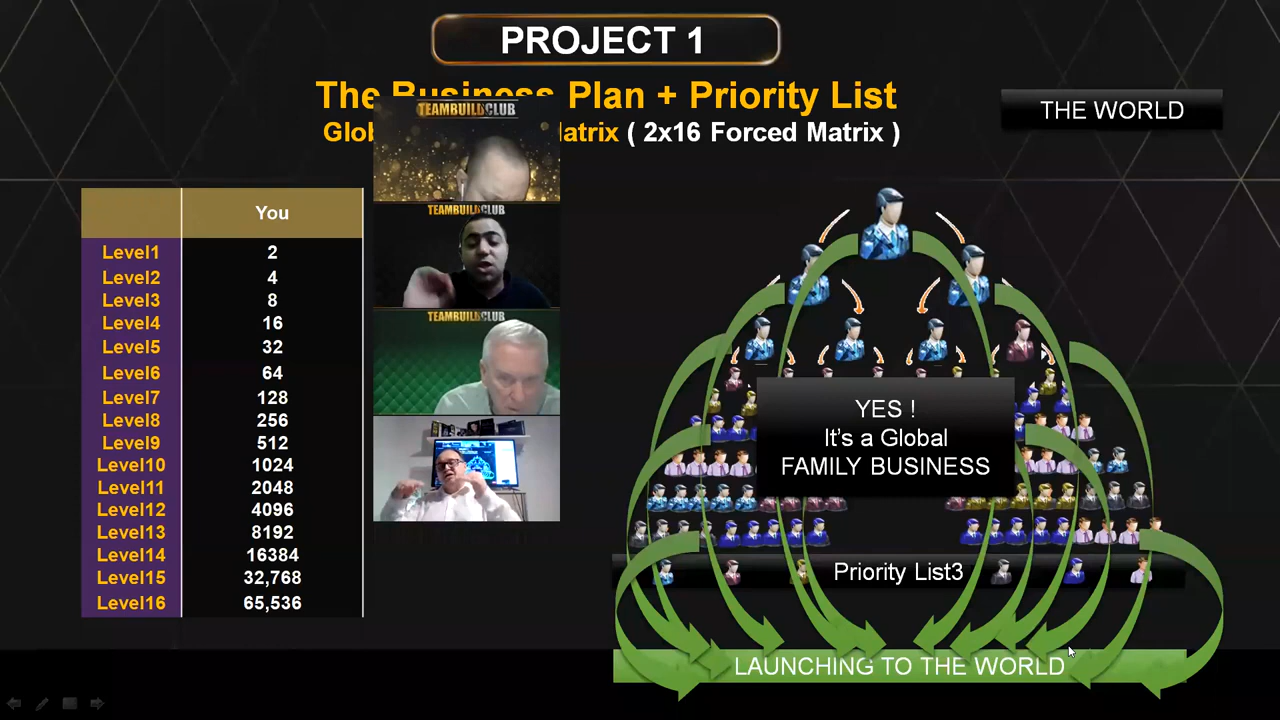 PROJECT 1
The Business Plan + Priority List
Glob atrix ( 2x16 Forced Matrix )
THE WORLD
TEAMBUILDCLUB
TEAMBUILDCLUB
TEAMBUILDCLUB
You
Level1 2
Level2 4
Level3 8
Level4 16
Level5 32
Level6 64
Level7 128
Level8 256
Level9 512
Level10 1024
Level11 2048
Level12 4096
Level13 8192
Level14 16384
Level15 32,768
Level16 65,536
YES !
It's a Global
FAMILY BUSINESS
Priority List3
LAUNCHING TO THE WORLD